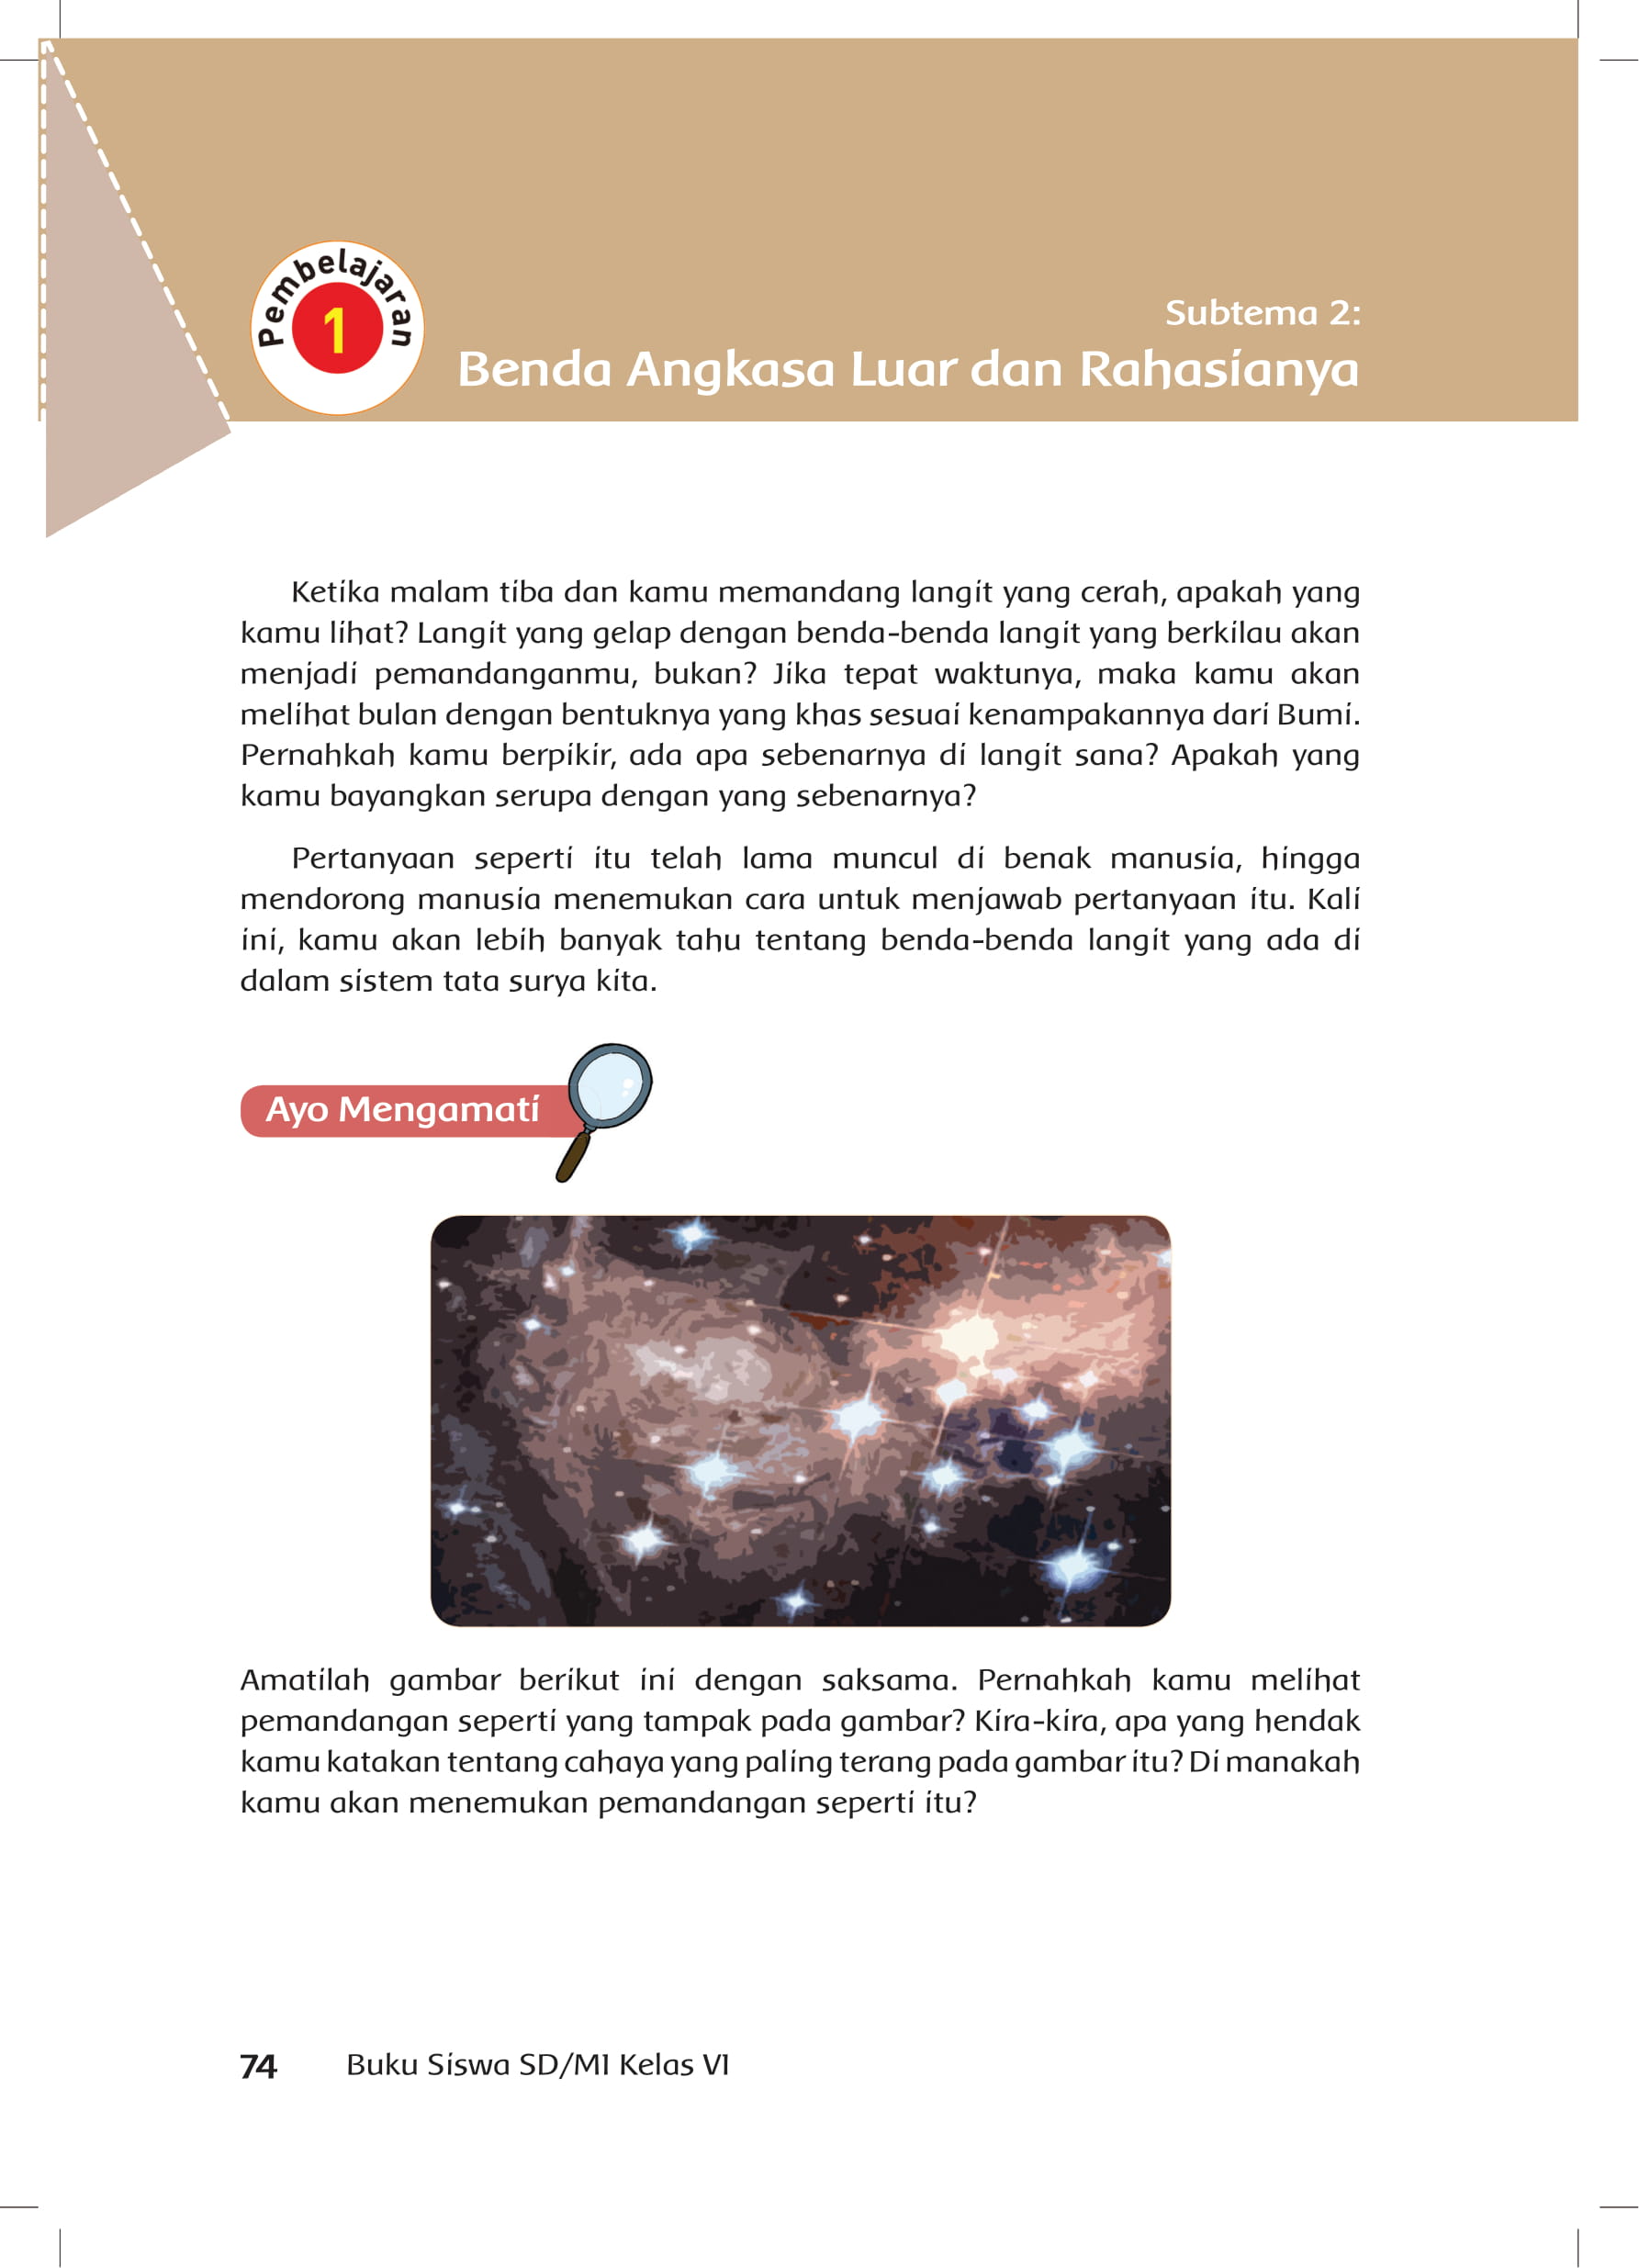 Pembelajaran
1
Subtema 2:
Benda Angkasa Luar dan Rahasianya
Ketika malam tiba dan kamu memandang langit yang cerah, apakah yang
kamu lihat? Langit yang gelap dengan benda-benda langit yang berkilau akan
menjadi pemandanganmu, bukan? Jika tepat waktunya, maka kamu akan
melihat bulan dengan bentuknya yang khas sesuai kenampakannya dari Bumi.
Pernahkah kamu berpikir, ada apa sebenarnya di langit sana? Apakah yang
kamu bayangkan serupa dengan yang sebenarnya?
Pertanyaan seperti itu telah lama muncul di benak manusia, hingga
mendorong manusia menemukan cara untuk menjawab pertanyaan itu. Kali
ini, kamu akan lebih banyak tahu tentang benda-benda langit yang ada di
dalam sistem tata surya kita.
Ayo Mengamati
Amatilah gambar berikut ini dengan saksama. Pernahkah kamu melihat
pemandangan seperti yang tampak pada gambar? Kira-kira, apa yang hendak
kamu katakan tentang cahaya yang paling terang pada gambar itu? Di manakah
kamu akan menemukan pemandangan seperti itu?
74 Buku Siswa SD/MI Kelas VI